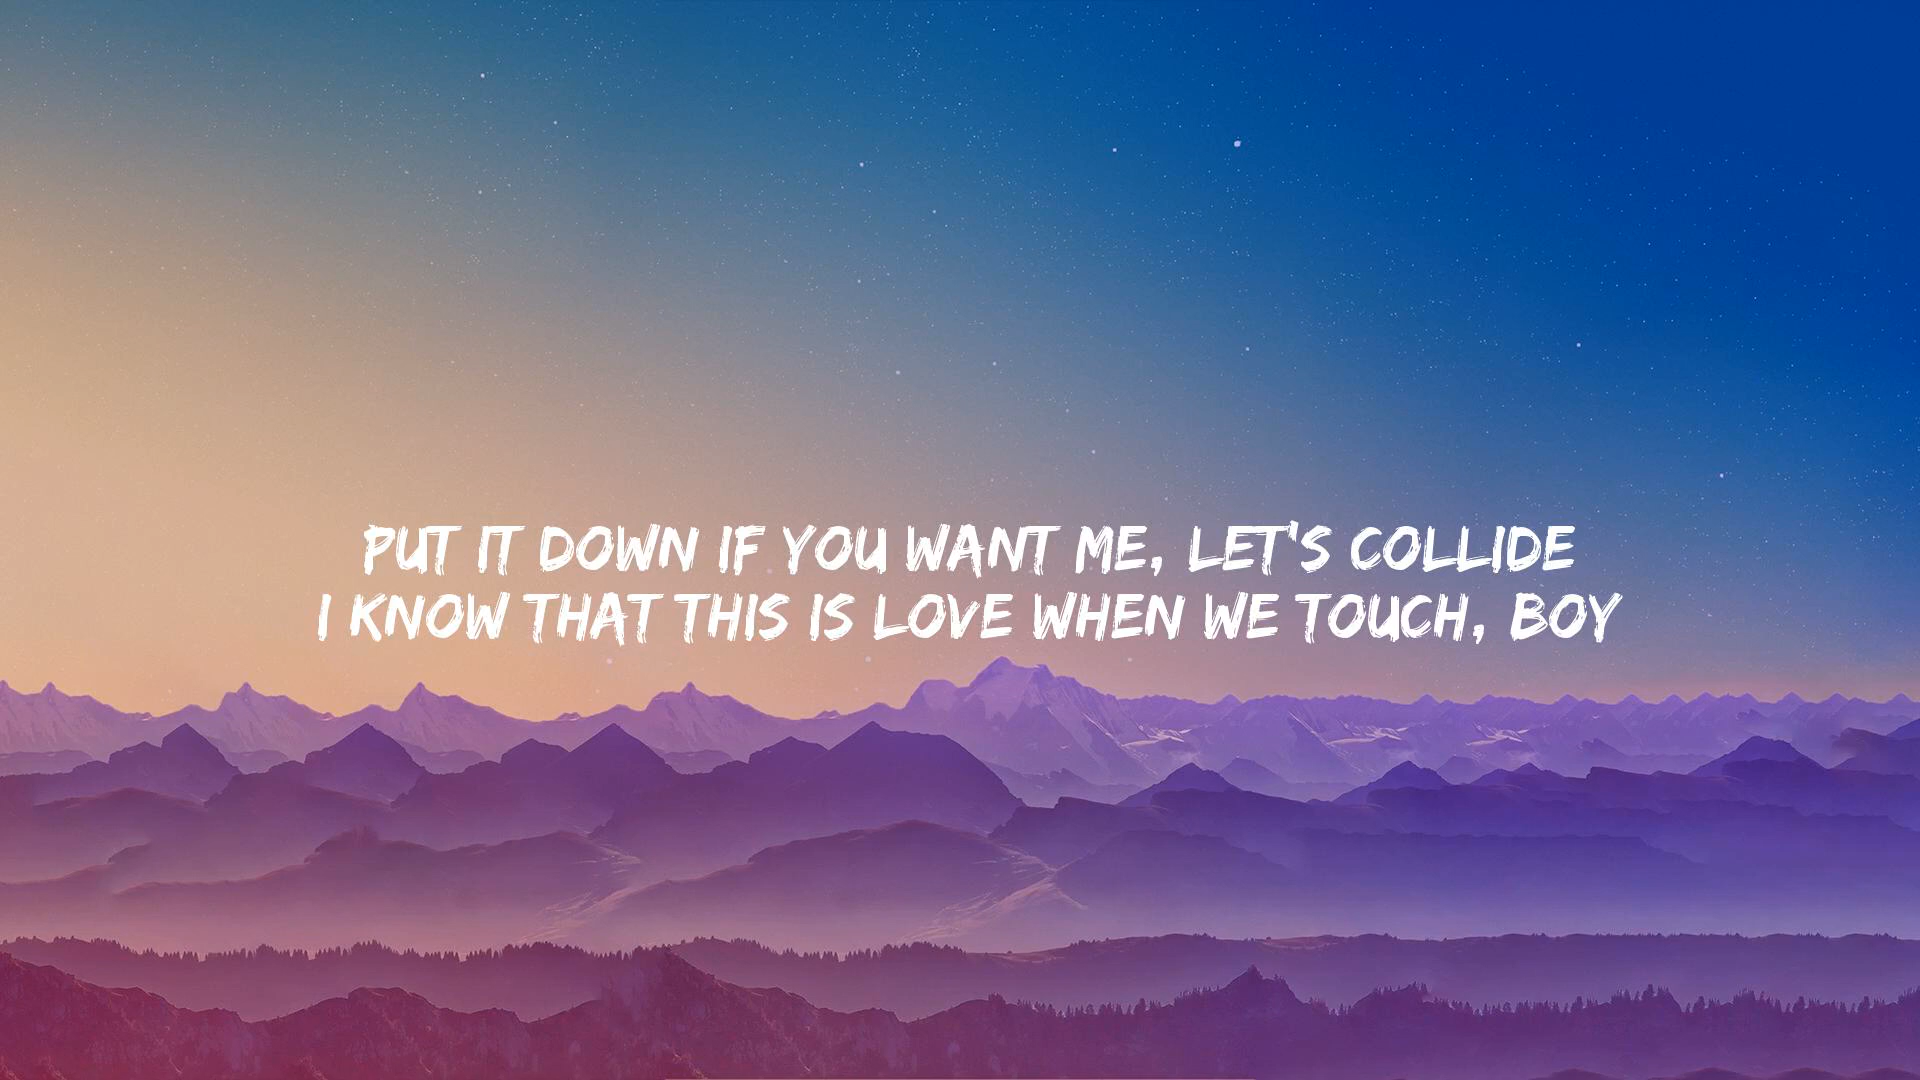 PUT IT DOWN IF YOU WANT ME, LET'S COLLIDE
I KNOW THAT THIS IS LOVE WHEN WE TOUCH, BOY